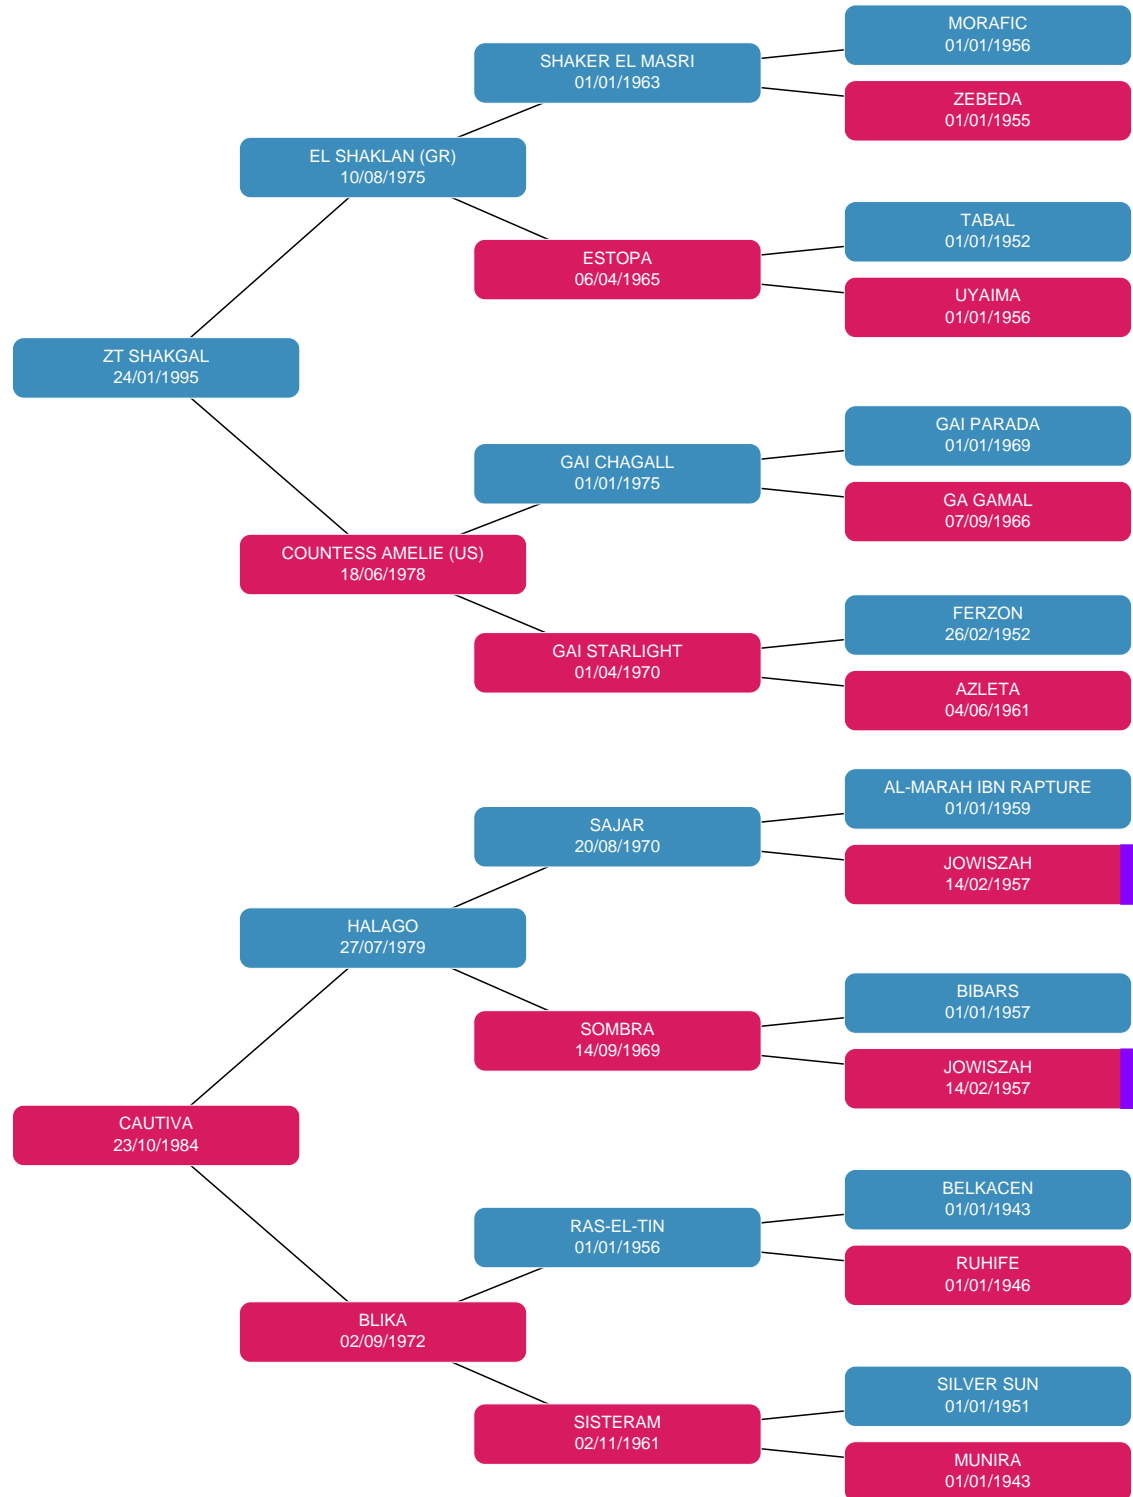 MORAFIC
01/01/1956
SHAKER EL MASRI
01/01/1963
ZEBEDA
01/01/1955
EL SHAKLAN (GR)
10/08/1975
TABAL
01/01/1952
ESTOPA
06/04/1965
UYAIMA
01/01/1956
ZT SHAKGAL
24/01/1995
GAI PARADA
01/01/1969
GAI CHAGALL
01/01/1975
GA GAMAL
07/09/1966
COUNTESS AMELIE (US)
18/06/1978
FERZON
26/02/1952
GAI STARLIGHT
01/04/1970
AZLETA
04/06/1961
AL-MARAH IBN RAPTURE
01/01/1959
SAJAR
20/08/1970
JOWISZAH
14/02/1957
HALAGO
27/07/1979
BIBARS
01/01/1957
SOMBRA
14/09/1969
JOWISZAH
14/02/1957
CAUTIVA
23/10/1984
BELKACEN
01/01/1943
RAS-EL-TIN
01/01/1956
RUHIFE
01/01/1946
BLIKA
02/09/1972
SILVER SUN
01/01/1951
SISTERAM
02/11/1961
MUNIRA
01/01/1943